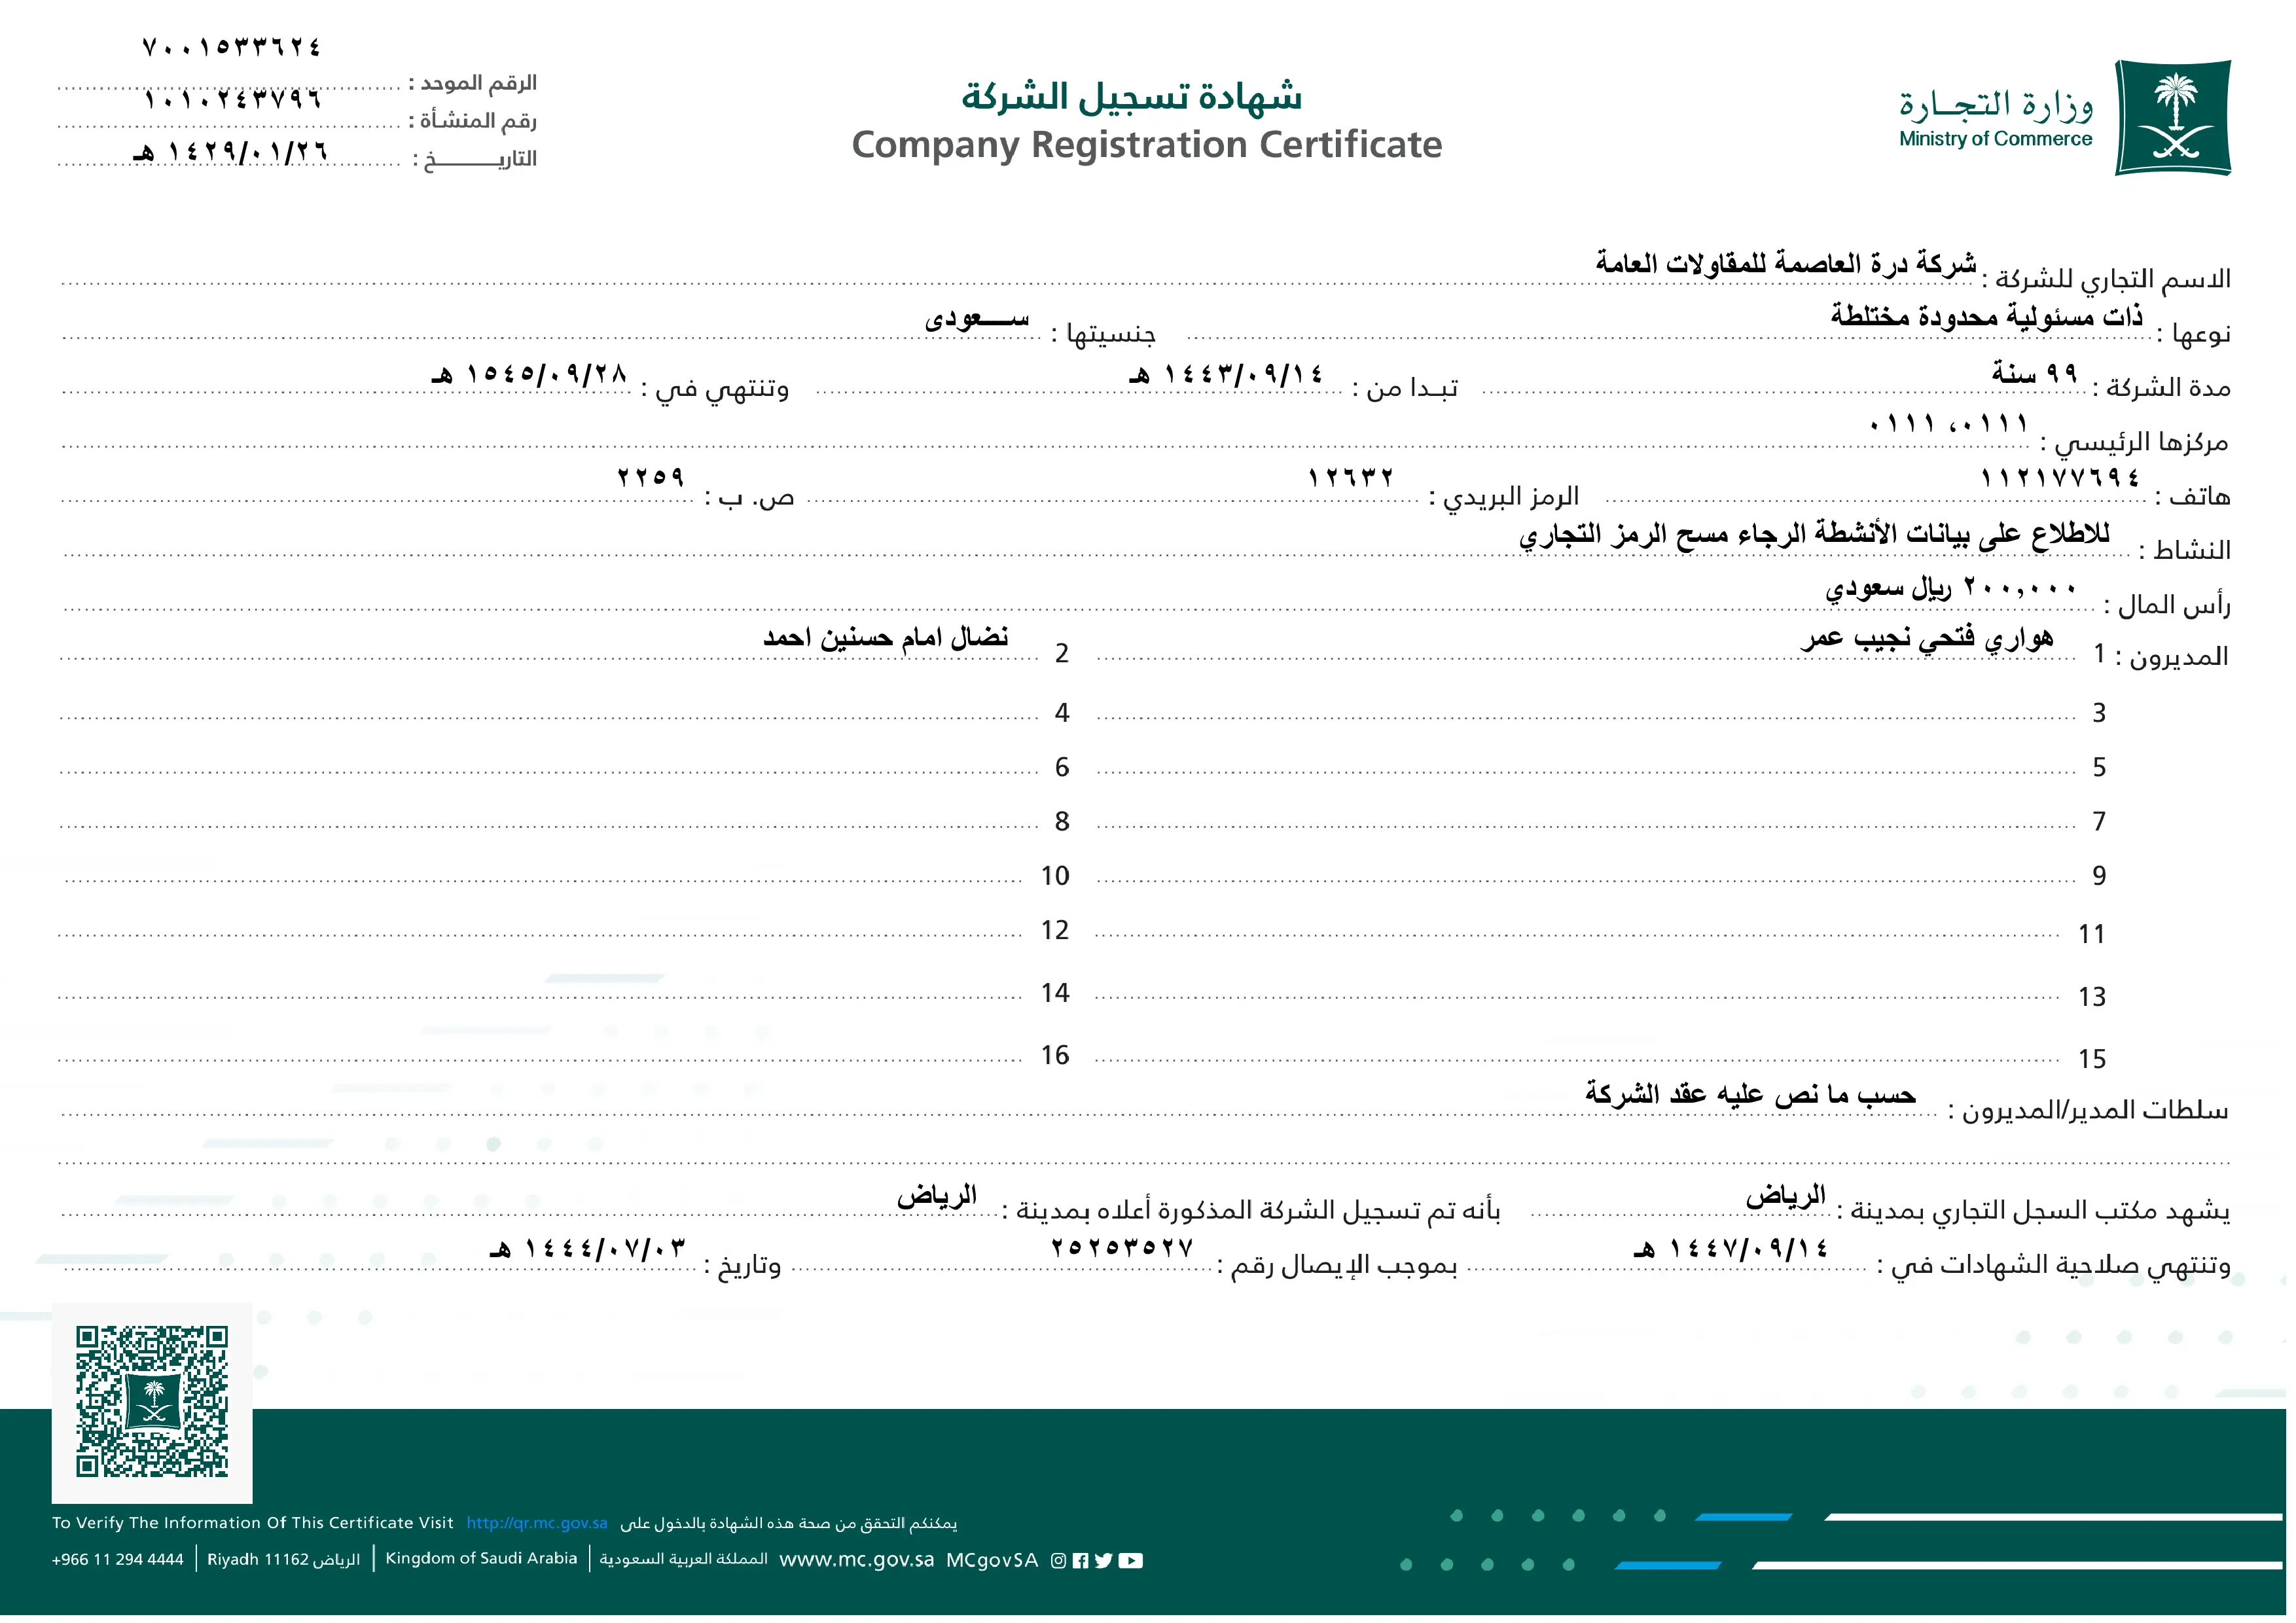 وزارة التجـارة
Ministry of Commerce
شهادة تسجيل الشركة
Company Registration Certificate
الرقم الموحد : ٧٠٠١٥٣٣٦٢٤
رقم المنشأة : ١٠١٠٢٤٣٧٩٦
التاريـــــــخ : ١٤٢٩/٠١/٢٦ هـ
الاسم التجاري للشركة : شركة درة العاصمة للمقاولات العامة
نوعها : ذات مسئولية محدودة مختلطة جنسيتها : ســـعودى
مدة الشركة : ٩٩ سنة تبـدا من : ١٤٤٣/٠٩/١٤ هـ وتنتهي في : ١٥٤٥/٠٩/٢٨ هـ
مركزها الرئيسي : ٠١١١، ٠١١١
هاتف : ١١٢١٧٧٦٩٤ الرمز البريدي : ١٢٦٣٢ ص. ب : ٢٢٥٩
النشاط : للاطلاع على بيانات الأنشطة الرجاء مسح الرمز التجاري
رأس المال : ٢٠٠,٠٠٠ ريال سعودي
المديرون : 1 هواري فتحي نجيب عمر 2 نضال امام حسنين احمد
3 4
5 6
7 8
9 10
11 12
13 14
15 16
سلطات المدير/المديرون : حسب ما نص عليه عقد الشركة
يشهد مكتب السجل التجاري بمدينة : الرياض بأنه تم تسجيل الشركة المذكورة أعلاه بمدينة : الرياض
وتنتهي صلاحية الشهادات في : ١٤٤٧/٠٩/١٤ هـ بموجب الإيصال رقم : ٢٥٢٥٣٥٢٧ وتاريخ : ١٤٤٤/٠٧/٠٣ هـ
To Verify The Information Of This Certificate Visit http://qr.mc.gov.sa يمكنكم التحقق من صحة هذه الشهادة بالدخول على
+966 11 294 4444 | Riyadh 11162 الرياض | Kingdom of Saudi Arabia | المملكة العربية السعودية www.mc.gov.sa MCgovSA